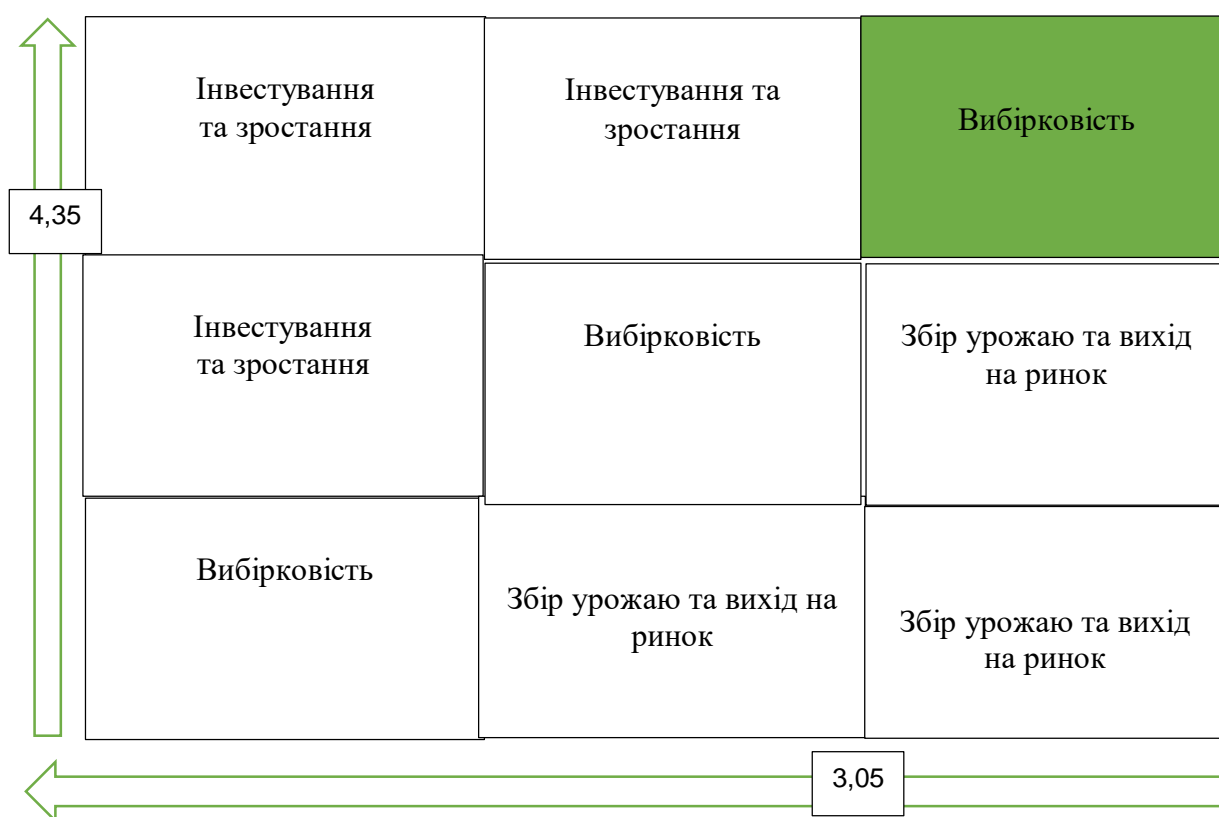 Інвестування
та зростання
Інвестування та
зростання
Вибірковість
4,35
Інвестування
та зростання
Вибірковість
Збір урожаю та вихід
на ринок
Вибірковість
Збір урожаю та вихід на
ринок
Збір урожаю та вихід
на ринок
3,05